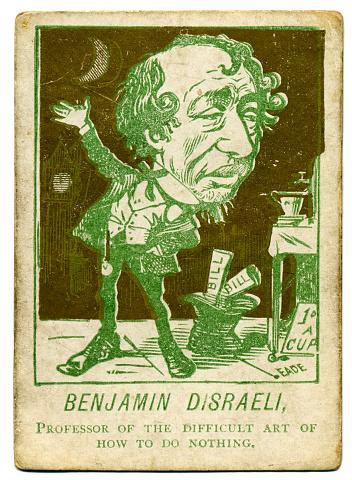 BILL
BILL
1D
A
CUP
EADE
BENJAMIN DISRAELI,
PROFESSOR OF THE DIFFICULT ART OF
HOW TO DO NOTHING.